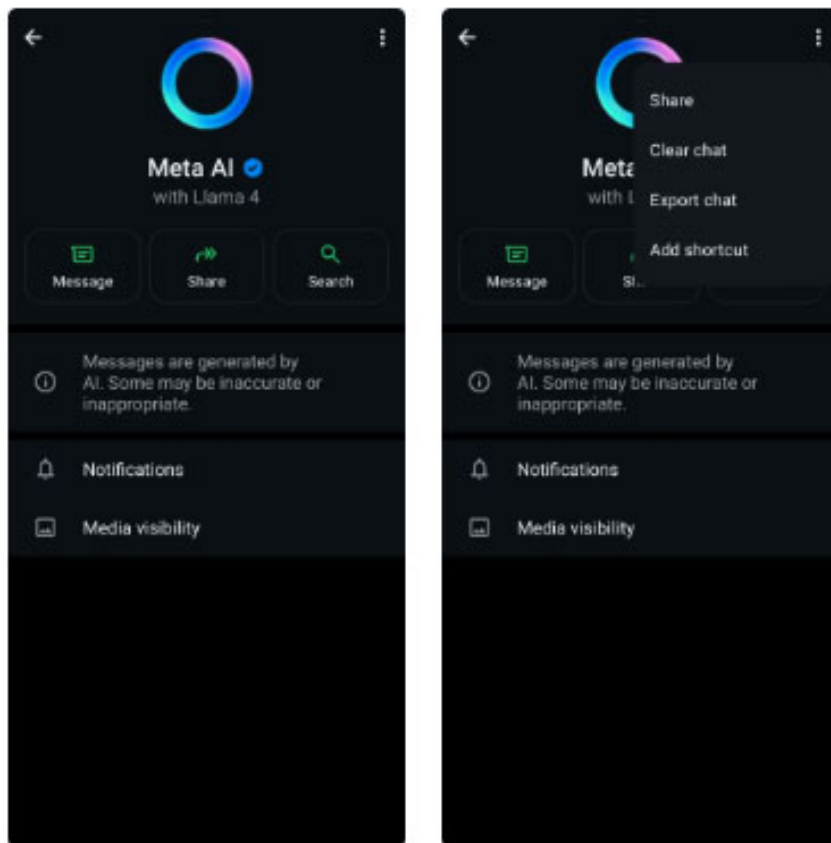 Meta AI
with Llama 4
Message
Share
Search
Messages are generated by
AI. Some may be inaccurate or
inappropriate.
Notifications
Media visibility
Share
Clear chat
Export chat
Add shortcut
Meta
with L
Message
Messages are generated by
AI. Some may be inaccurate or
inappropriate.
Notifications
Media visibility